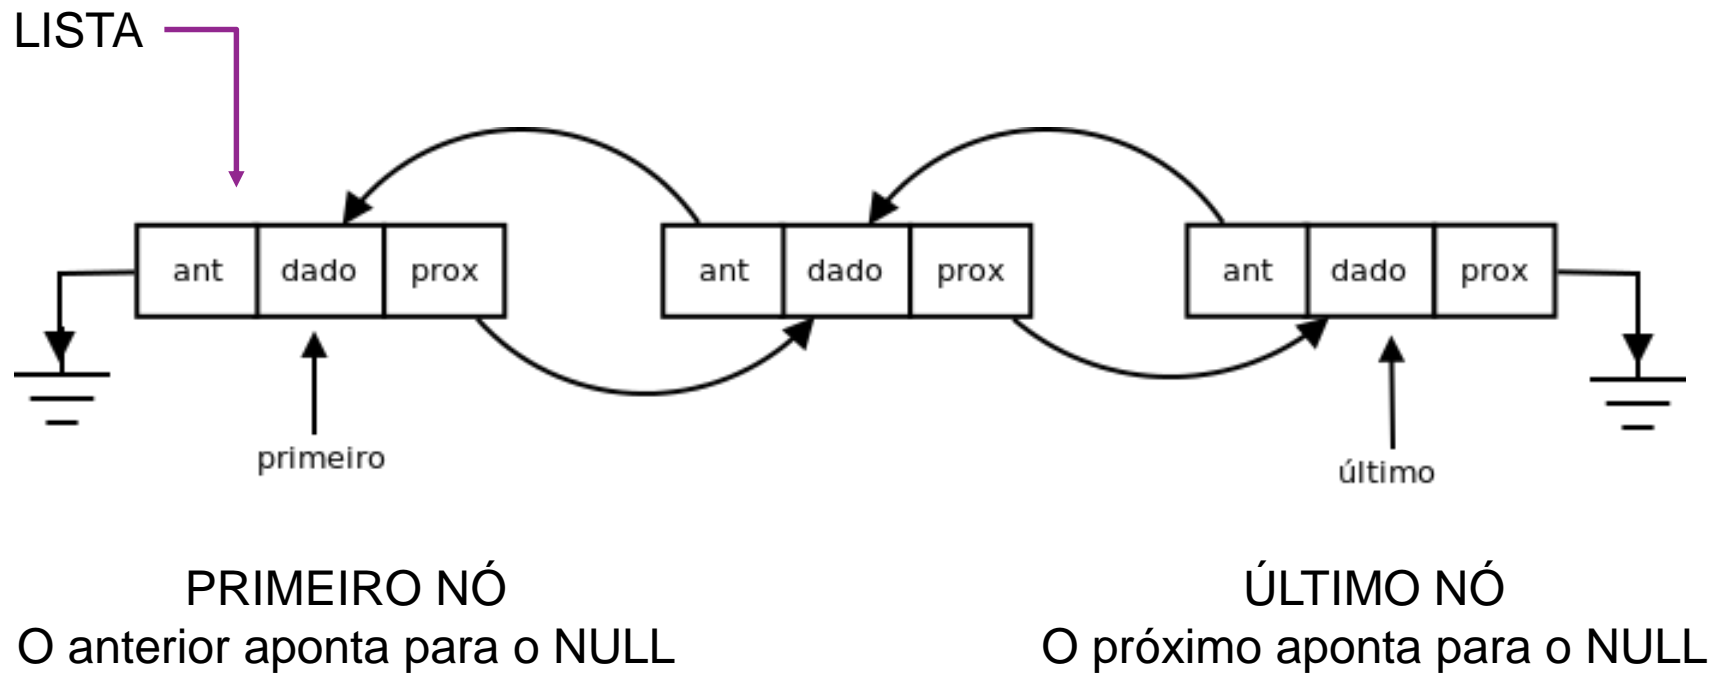 LISTA
ant dado prox
ant dado prox
ant dado prox
primeiro
último
PRIMEIRO NÓ
O anterior aponta para o NULL
ÚLTIMO NÓ
O próximo aponta para o NULL